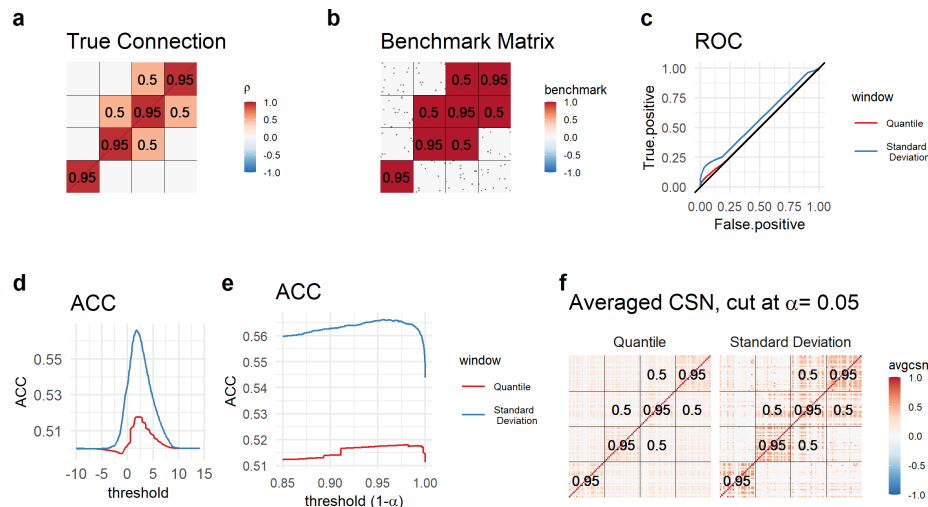 a
True Connection
0.5 0.95
0.5 0.95 0.5
0.95 0.5
0.95
ρ
1.0
0.5
0.0
-0.5
-1.0
b
Benchmark Matrix
0.5 0.95
0.5 0.95 0.5
0.95 0.5
0.95
benchmark
1.0
0.5
0.0
-0.5
-1.0
c
ROC
True.positive
1.00
0.75
0.50
0.25
0.00
0.00 0.25 0.50 0.75 1.00
False.positive
window
Quantile
Standard
Deviation
d
ACC
ACC
0.55
0.51
-10 -5 0 5 10 15
threshold
e
ACC
ACC
0.56
0.55
0.54
0.53
0.52
0.51
0.85 0.90 0.95 1.00
threshold (1-α)
window
Quantile
Standard
Deviation
f
Averaged CSN, cut at α= 0.05
Quantile
0.5 0.95
0.5 0.95 0.5
0.95 0.5
0.95
Standard Deviation
0.5 0.95
0.5 0.95 0.5
0.95 0.5
0.95
avgcsn
1.0
0.5
0.0
-0.5
-1.0